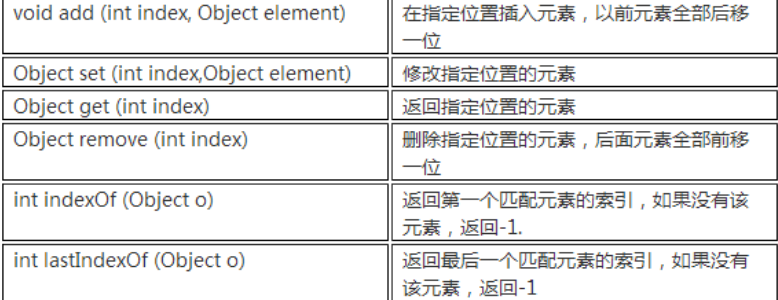 void add (int index, Object element)
在指定位置插入元素，以前元素全部后移
一位
Object set (int index,Object element)
修改指定位置的元素
Object get (int index)
返回指定位置的元素
Object remove (int index)
删除指定位置的元素，后面元素全部前移
一位
int indexOf (Object o)
返回第一个匹配元素的索引，如果没有该
元素，返回-1.
int lastIndexOf (Object o)
返回最后一个匹配元素的索引，如果没有
该元素，返回-1